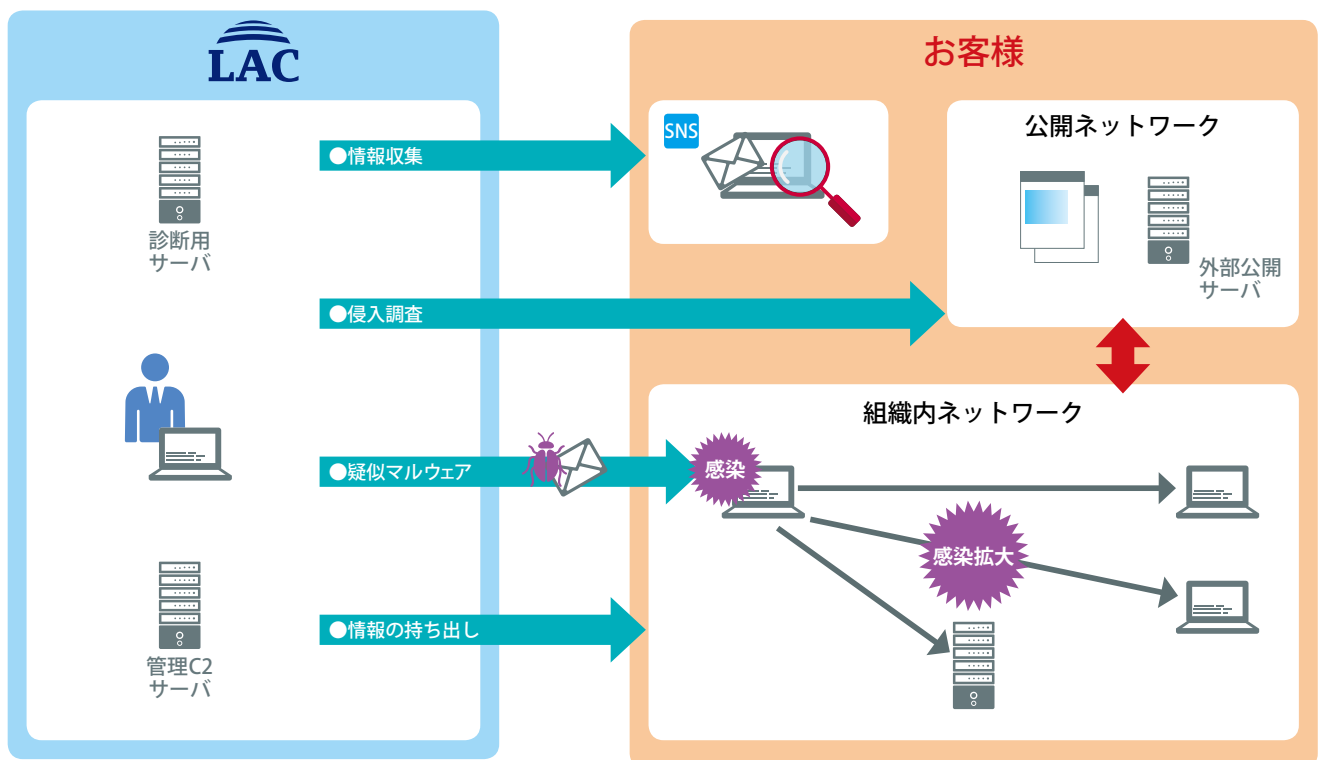 LAC
診断用
サーバ
管理C2
サーバ
●情報収集
●侵入調査
●疑似マルウェア
●情報の持ち出し
お客様
SNS
公開ネットワーク
外部公開
サーバ
組織内ネットワーク
感染
感染拡大